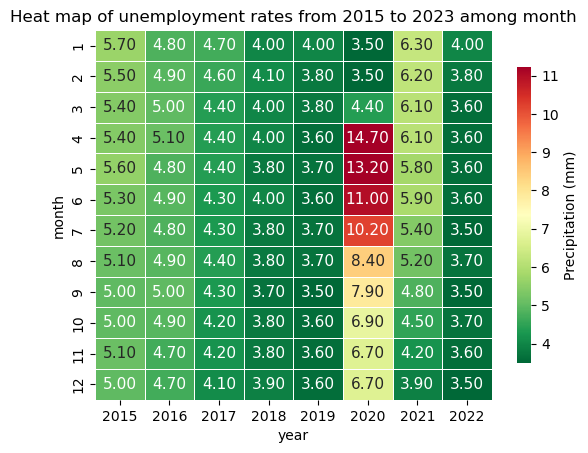 Heat map of unemployment rates from 2015 to 2023 among month
1 5.70 4.80 4.70 4.00 4.00 3.50 6.30 4.00
2 5.50 4.90 4.60 4.10 3.80 3.50 6.20 3.80
3 5.40 5.00 4.40 4.00 3.80 4.40 6.10 3.60
4 5.40 5.10 4.40 4.00 3.60 14.70 6.10 3.60
5 5.60 4.80 4.40 3.80 3.70 13.20 5.80 3.60
6 5.30 4.90 4.30 4.00 3.60 11.00 5.90 3.60
7 5.20 4.80 4.30 3.80 3.70 10.20 5.40 3.50
8 5.10 4.90 4.40 3.80 3.70 8.40 5.20 3.70
9 5.00 5.00 4.30 3.70 3.50 7.90 4.80 3.50
10 5.00 4.90 4.20 3.80 3.60 6.90 4.50 3.70
11 5.10 4.70 4.20 3.80 3.60 6.70 4.20 3.60
12 5.00 4.70 4.10 3.90 3.60 6.70 3.90 3.50
2015 2016 2017 2018 2019 2020 2021 2022
year
month
11
10
9
8
7
6
5
4
Precipitation (mm)